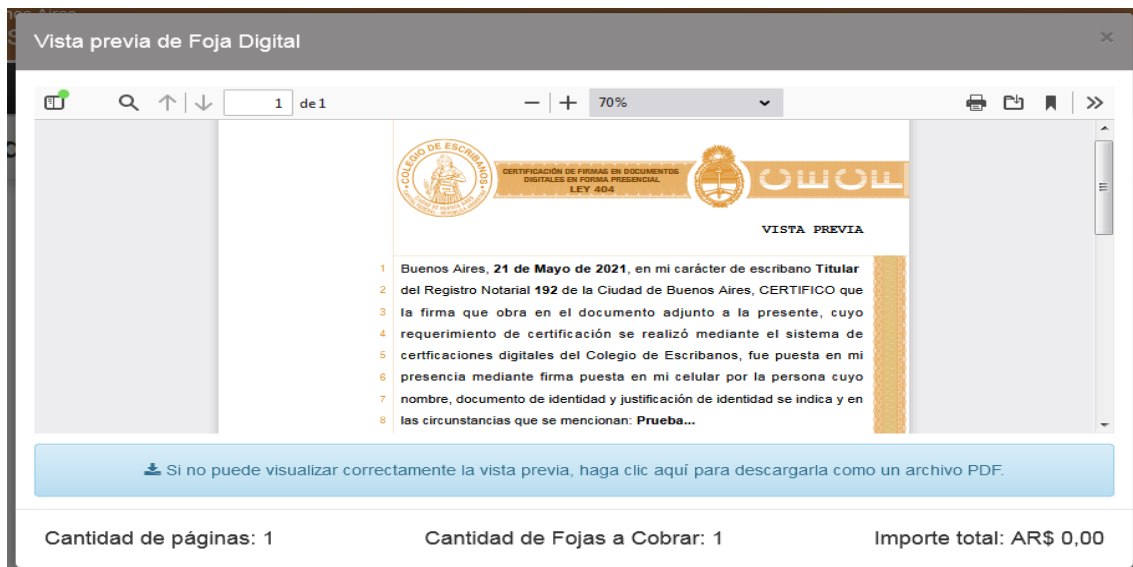 Vista previa de Foja Digital
×
1 de 1
70%
COLEGIO DE ESCRIBANOS
CERTIFICACIÓN DE FIRMAS EN DOCUMENTOS
DIGITALES EN FORMA PRESENCIAL
LEY 404
CECE
VISTA PREVIA
1 Buenos Aires, 21 de Mayo de 2021, en mi carácter de escribano Titular
2 del Registro Notarial 192 de la Ciudad de Buenos Aires, CERTIFICO que
3 la firma que obra en el documento adjunto a la presente, cuyo
4 requerimiento de certificación se realizó mediante el sistema de
5 certficaciones digitales del Colegio de Escribanos, fue puesta en mi
6 presencia mediante firma puesta en mi celular por la persona cuyo
7 nombre, documento de identidad y justificación de identidad se indica y en
8 las circunstancias que se mencionan: Prueba...
Si no puede visualizar correctamente la vista previa, haga clic aquí para descargarla como un archivo PDF.
Cantidad de páginas: 1
Cantidad de Fojas a Cobrar: 1
Importe total: AR$ 0,00